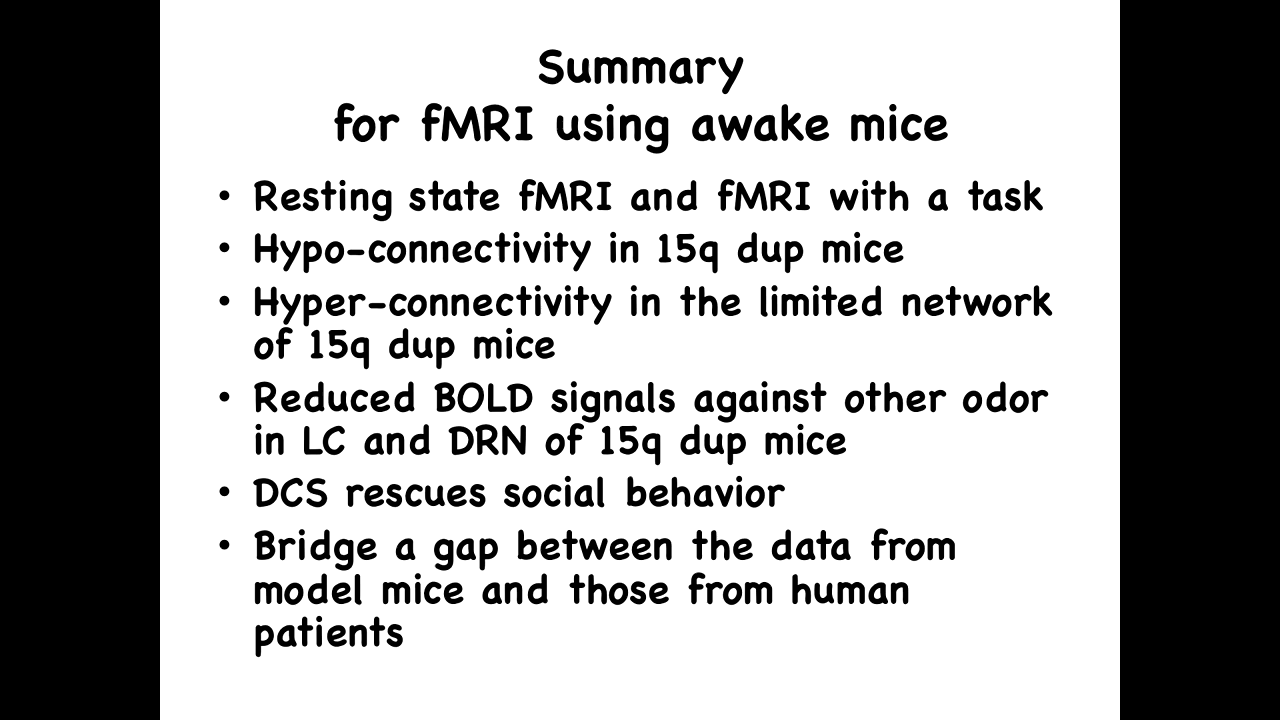 Summary
for fMRI using awake mice
• Resting state fMRI and fMRI with a task
• Hypo-connectivity in 15q dup mice
• Hyper-connectivity in the limited network
of 15q dup mice
• Reduced BOLD signals against other odor
in LC and DRN of 15q dup mice
• DCS rescues social behavior
• Bridge a gap between the data from
model mice and those from human
patients